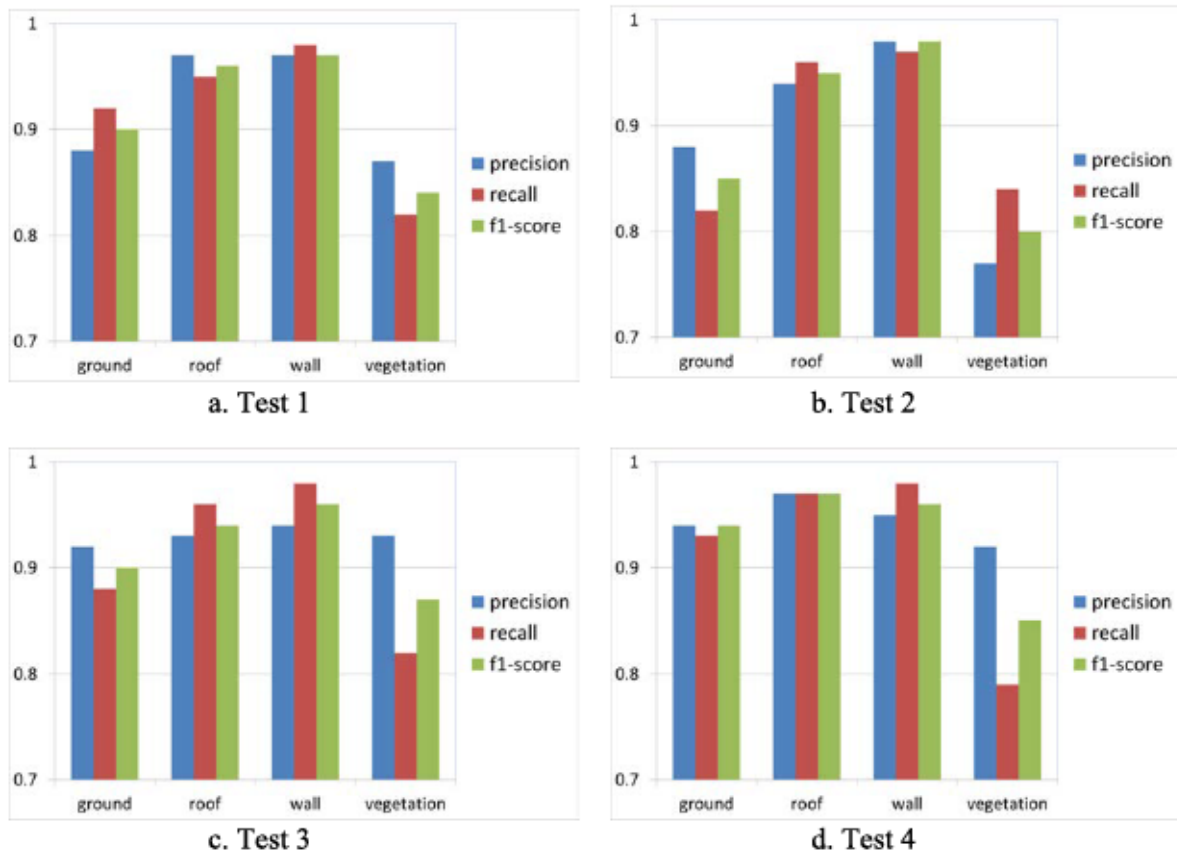 1
0.9
0.8
0.7
ground roof wall vegetation
precision
recall
f1-score
a. Test 1
1
0.9
0.8
0.7
ground roof wall vegetation
precision
recall
f1-score
b. Test 2
1
0.9
0.8
0.7
ground roof wall vegetation
precision
recall
f1-score
c. Test 3
1
0.9
0.8
0.7
ground roof wall vegetation
precision
recall
f1-score
d. Test 4